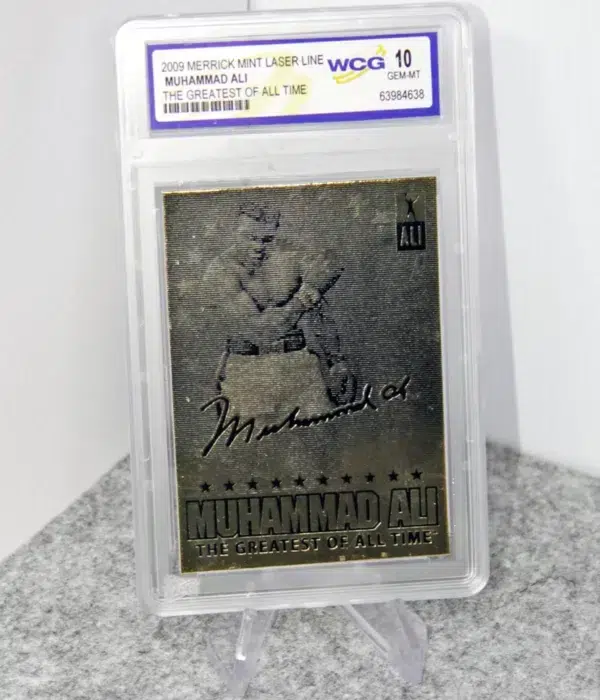 2009 MERRICK MINT LASER LINE
MUHAMMAD ALI
THE GREATEST OF ALL TIME
WCG 10
GEM-MT
63984638
ALI
Muhammad Ali
MUHAMMAD ALI
THE GREATEST OF ALL TIME